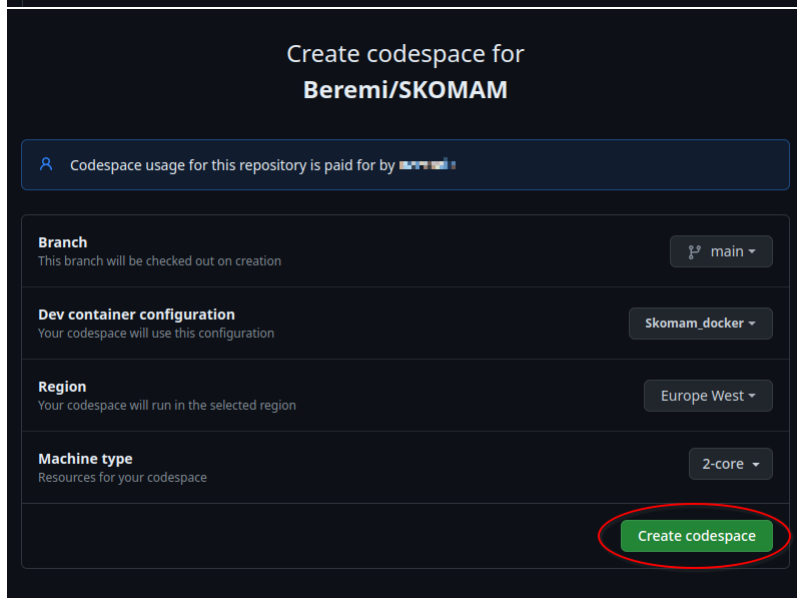 Create codespace for
Beremi/SKOMAM
Codespace usage for this repository is paid for by
Branch
This branch will be checked out on creation
main
Dev container configuration
Your codespace will use this configuration
Skomam_docker
Region
Your codespace will run in the selected region
Europe West
Machine type
Resources for your codespace
2-core
Create codespace